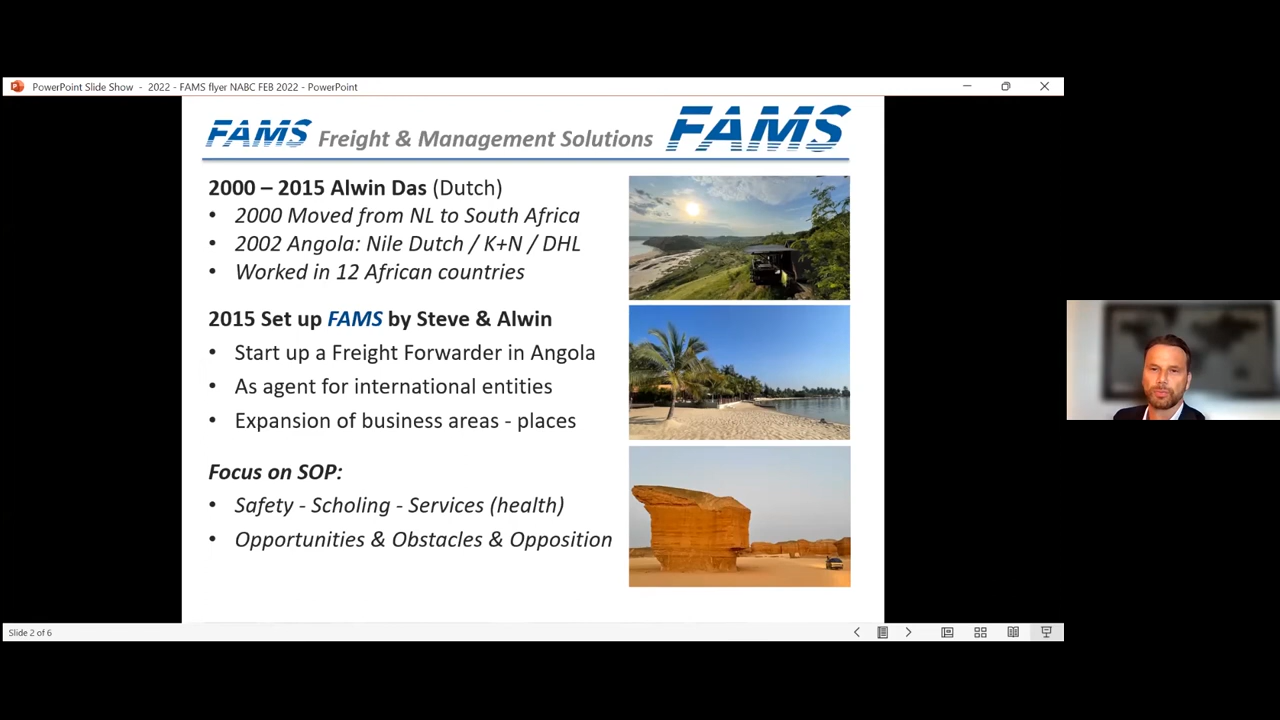 PowerPoint Slide Show - 2022 - FAMS flyer NABC FEB 2022 - PowerPoint
FAMS Freight & Management Solutions FAMS
2000 – 2015 Alwin Das (Dutch)
• 2000 Moved from NL to South Africa
• 2002 Angola: Nile Dutch / K+N / DHL
• Worked in 12 African countries
2015 Set up FAMS by Steve & Alwin
• Start up a Freight Forwarder in Angola
• As agent for international entities
• Expansion of business areas - places
Focus on SOP:
• Safety - Scholing - Services (health)
• Opportunities & Obstacles & Opposition
Slide 2 of 6